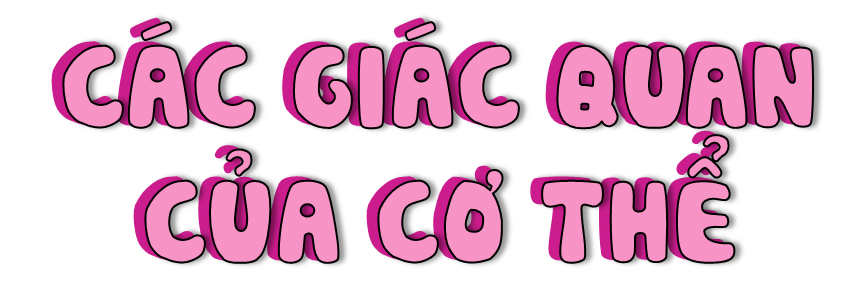 CÁC GIÁC QUAN
CỦA CƠ THỂ